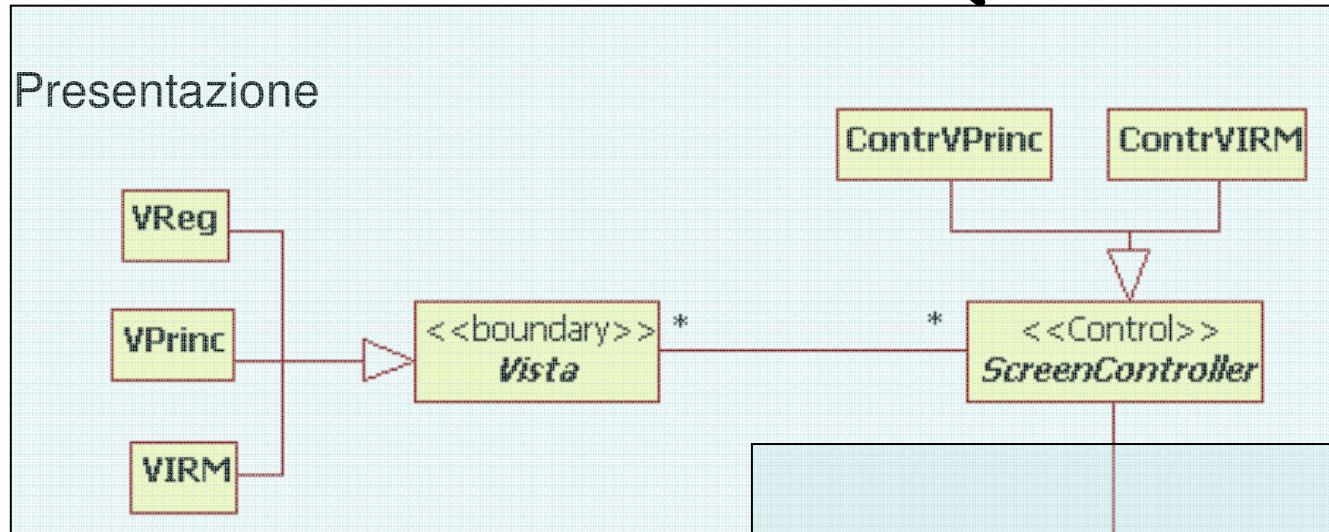 Presentazione
ContrVPrinc
ContrVIRM
VReg
VPrinc
VIRM
<<boundary>>
Vista
*
*
<<Control>>
ScreenController